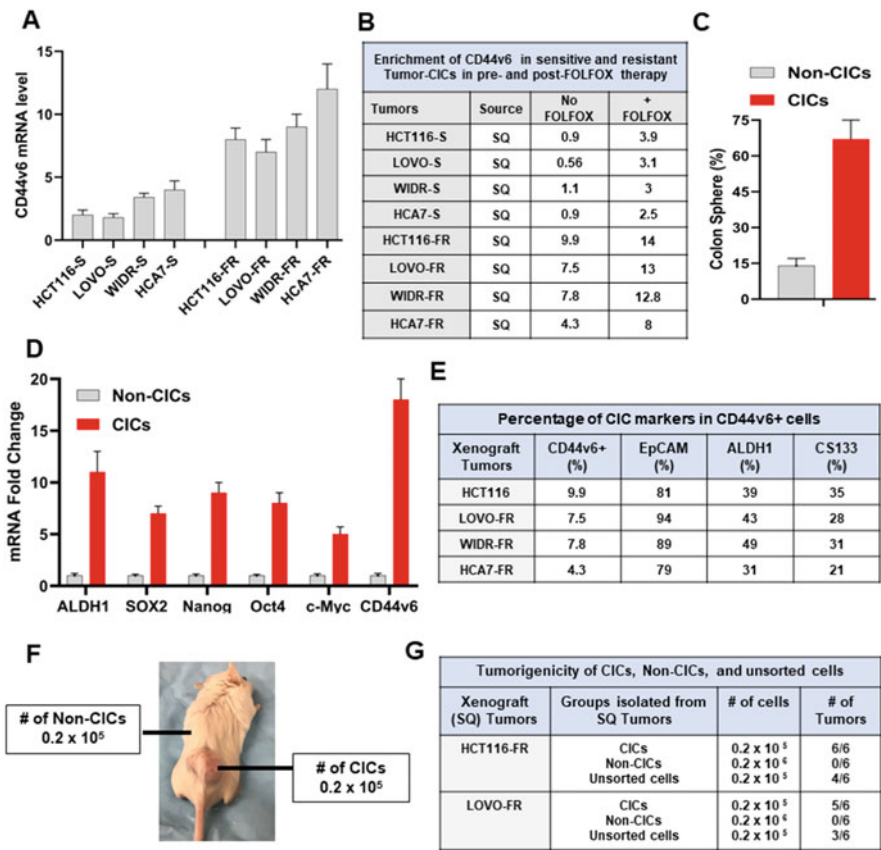 A
CD44v6 mRNA level
15
10
5
0
HCT116-S
LOVO-S
WIDR-S
HCA7-S
HCT116-FR
LOVO-FR
WIDR-FR
HCA7-FR
B
Enrichment of CD44v6 in sensitive and resistant
Tumor-CICs in pre- and post-FOLFOX therapy
Tumors Source No FOLFOX + FOLFOX
HCT116-S SQ 0.9 3.9
LOVO-S SQ 0.56 3.1
WIDR-S SQ 1.1 3
HCA7-S SQ 0.9 2.5
HCT116-FR SQ 9.9 14
LOVO-FR SQ 7.5 13
WIDR-FR SQ 7.8 12.8
HCA7-FR SQ 4.3 8
C
Non-CICs
CICs
Colon Sphere (%)
75
60
45
30
15
0
D
Non-CICs
CICs
mRNA Fold Change
20
15
10
5
0
ALDH1 SOX2 Nanog Oct4 c-Myc CD44v6
E
Percentage of CIC markers in CD44v6+ cells
Xenograft Tumors CD44v6+ (%) EpCAM (%) ALDH1 (%) CS133 (%)
HCT116 9.9 81 39 35
LOVO-FR 7.5 94 43 28
WIDR-FR 7.8 89 49 31
HCA7-FR 4.3 79 31 21
F
# of Non-CICs
0.2 x 10⁵
# of CICs
0.2 x 10⁵
G
Tumorigenicity of CICs, Non-CICs, and unsorted cells
Xenograft (SQ) Tumors Groups isolated from SQ Tumors # of cells # of Tumors
HCT116-FR CICs 0.2 x 10⁵ 6/6
Non-CICs 0.2 x 10⁶ 0/6
Unsorted cells 0.2 x 10⁵ 4/6
LOVO-FR CICs 0.2 x 10⁵ 5/6
Non-CICs 0.2 x 10⁶ 0/6
Unsorted cells 0.2 x 10⁵ 3/6